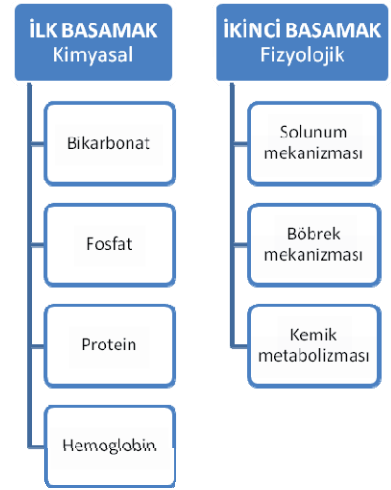 İLK BASAMAK
Kimyasal
Bikarbonat
Fosfat
Protein
Hemoglobin
İKİNCİ BASAMAK
Fizyolojik
Solunum
mekanizması
Böbrek
mekanizması
Kemik
metabolizması